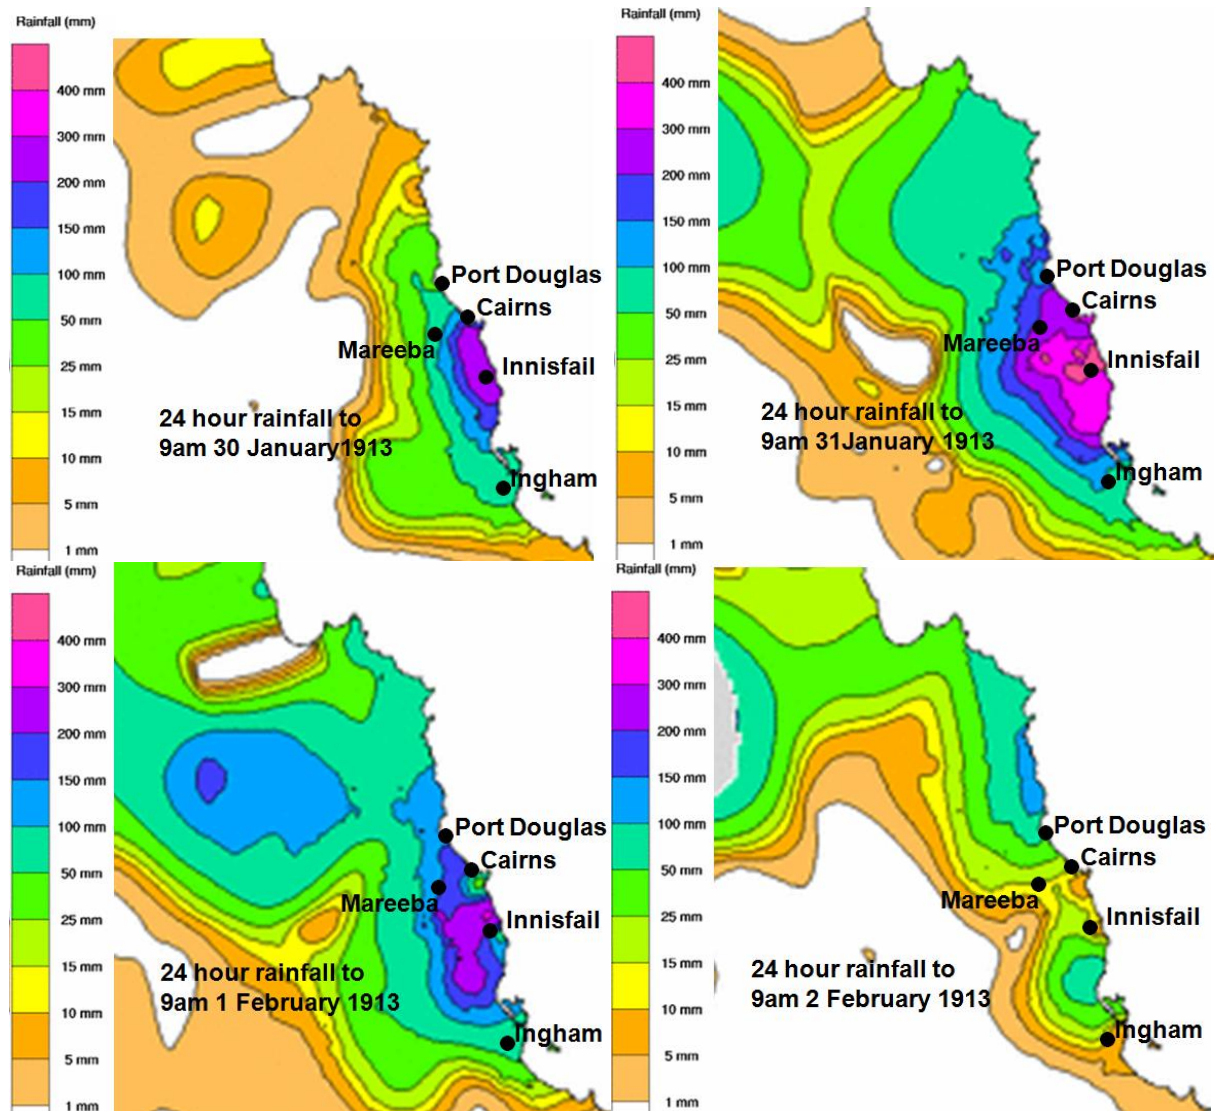 Rainfall (mm)
400 mm
300 mm
200 mm
150 mm
100 mm
50 mm
25 mm
15 mm
10 mm
5 mm
1 mm
Port Douglas
Cairns
Mareeba
Innisfail
24 hour rainfall to
9am 30 January1913
Ingham
Rainfall (mm)
400 mm
300 mm
200 mm
150 mm
100 mm
50 mm
25 mm
15 mm
10 mm
5 mm
1 mm
Port Douglas
Cairns
Mareeba
Innisfail
24 hour rainfall to
9am 31January 1913
Ingham
Rainfall (mm)
400 mm
300 mm
200 mm
150 mm
100 mm
50 mm
25 mm
15 mm
10 mm
5 mm
1 mm
Port Douglas
Cairns
Mareeba
Innisfail
24 hour rainfall to
9am 1 February 1913
Ingham
Rainfall (mm)
400 mm
300 mm
200 mm
150 mm
100 mm
50 mm
25 mm
15 mm
10 mm
5 mm
1 mm
Port Douglas
Cairns
Mareeba
Innisfail
24 hour rainfall to
9am 2 February 1913
Ingham